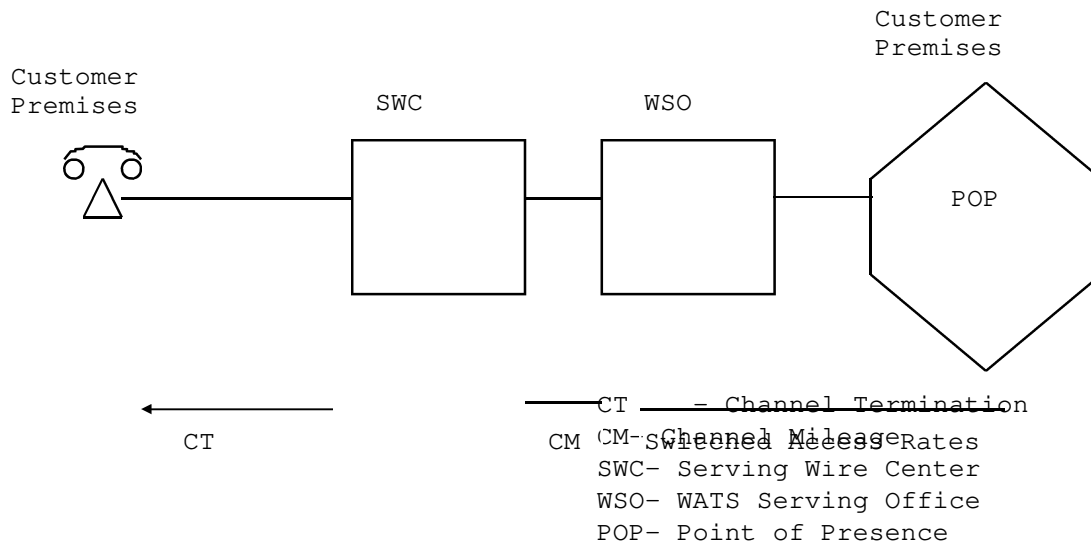 Customer
Premises
Customer
Premises
SWC
WSO
POP
CT – Channel Termination
CT
CM
Switched Access Rates
CM– Channel Mileage
SWC– Serving Wire Center
WSO– WATS Serving Office
POP– Point of Presence